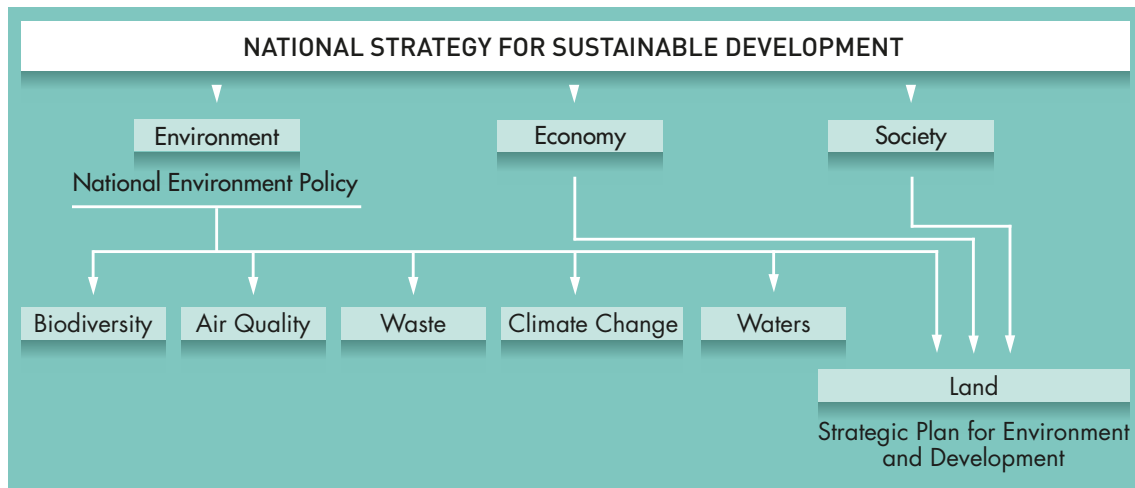 NATIONAL STRATEGY FOR SUSTAINABLE DEVELOPMENT
Environment
Economy
Society
National Environment Policy
Biodiversity
Air Quality
Waste
Climate Change
Waters
Land
Strategic Plan for Environment
and Development